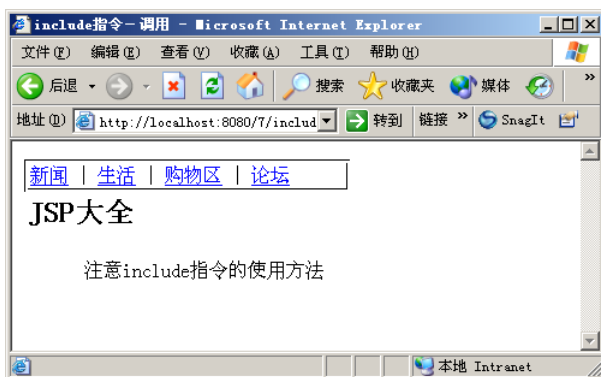 include指令－调用 - Microsoft Internet Explorer
文件(F) 编辑(E) 查看(V) 收藏(A) 工具(T) 帮助(H)
后退 搜索 收藏夹 媒体 »
地址(D) http://localhost:8080/7/includ 转到 链接 » SnagIt
新闻 | 生活 | 购物区 | 论坛
JSP大全
注意include指令的使用方法
本地 Intranet